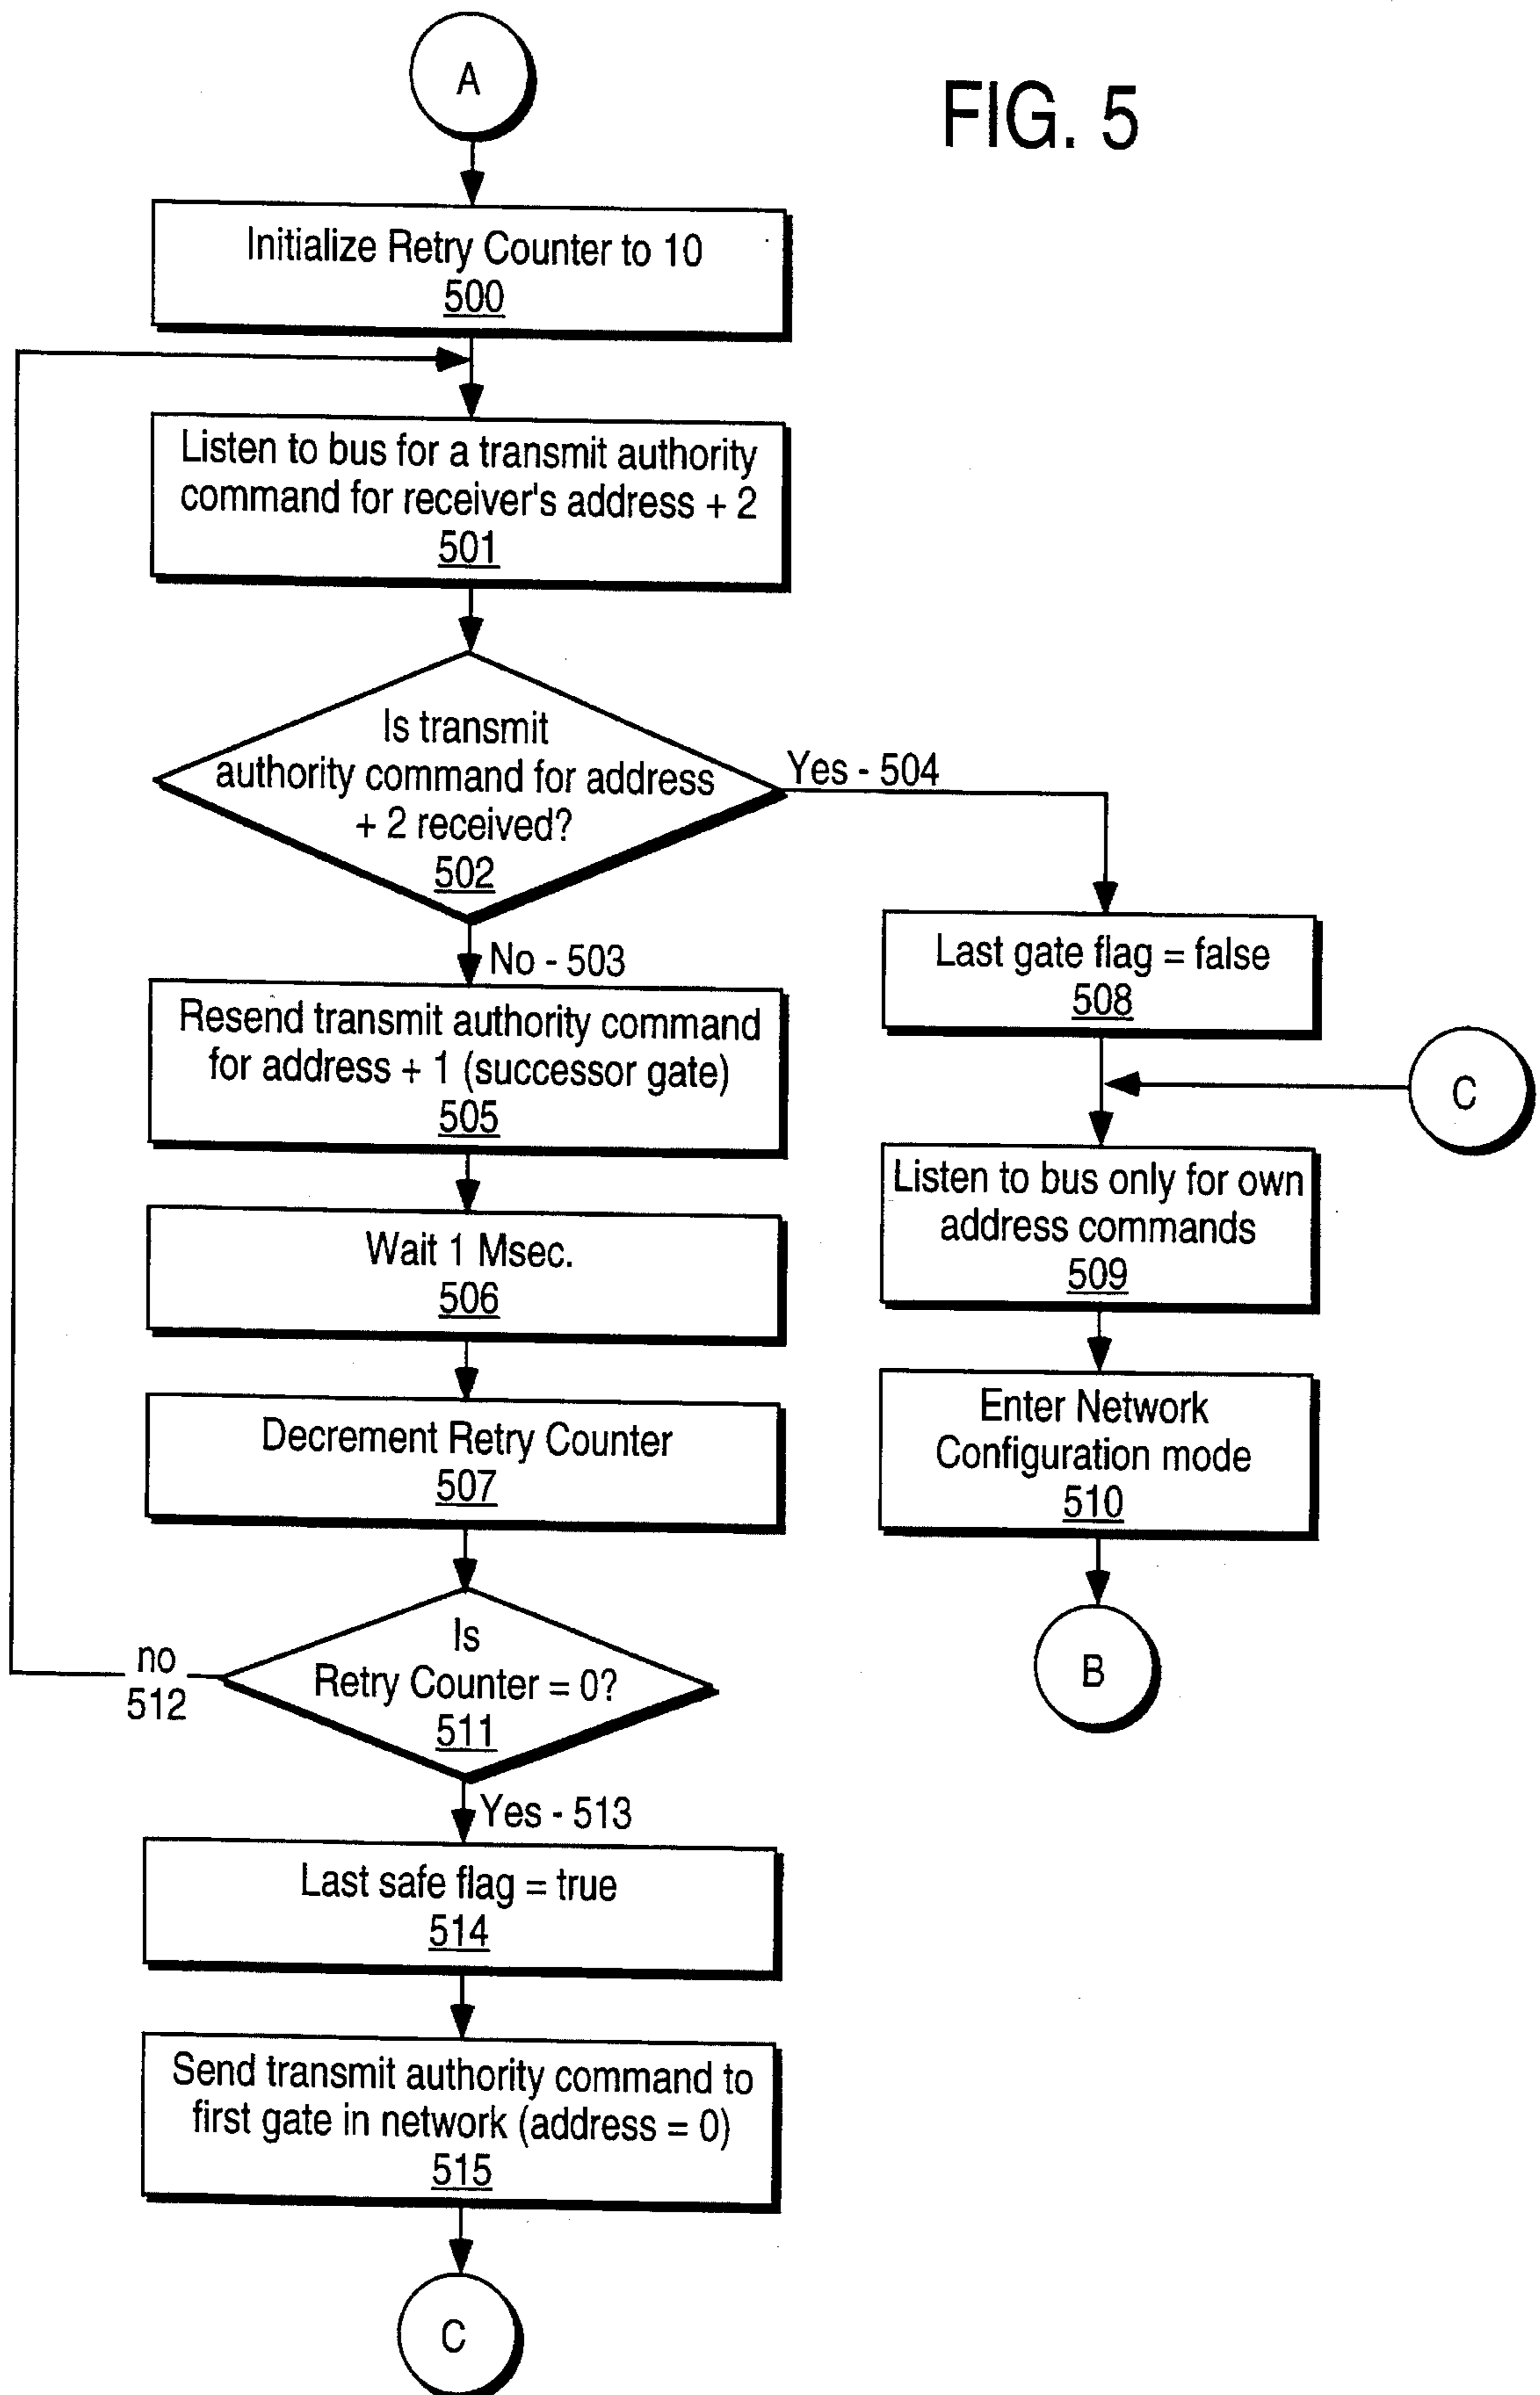 FIG. 5
A
Initialize Retry Counter to 10
500
Listen to bus for a transmit authority
command for receiver's address + 2
501
Is transmit
authority command for address
+ 2 received?
502
Yes - 504
No - 503
Resend transmit authority command
for address + 1 (successor gate)
505
Wait 1 Msec.
506
Decrement Retry Counter
507
Is
Retry Counter = 0?
511
no
512
Yes - 513
Last safe flag = true
514
Send transmit authority command to
first gate in network (address = 0)
515
C
Last gate flag = false
508
C
Listen to bus only for own
address commands
509
Enter Network
Configuration mode
510
B